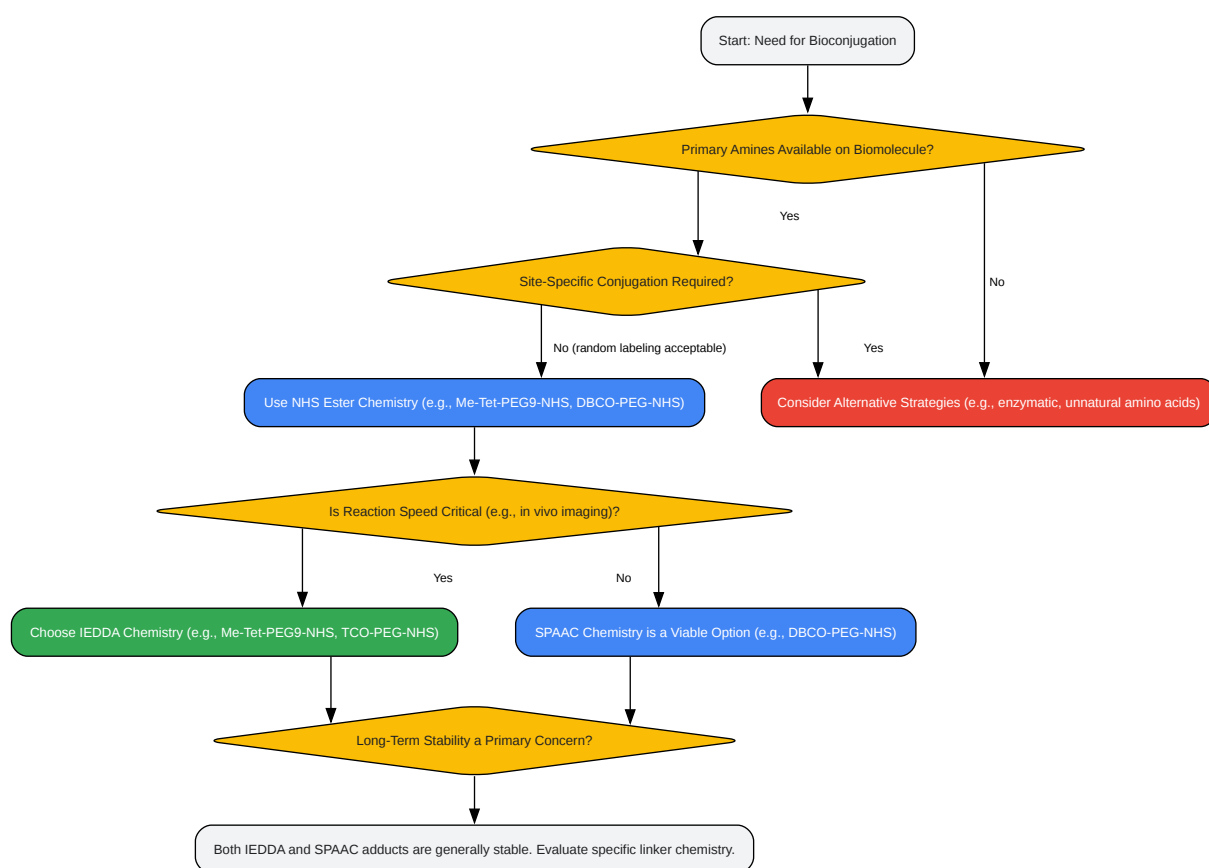 Start: Need for Bioconjugation
Primary Amines Available on Biomolecule?
Yes
Site-Specific Conjugation Required?
No
No (random labeling acceptable)
Yes
Use NHS Ester Chemistry (e.g., Me-Tet-PEG9-NHS, DBCO-PEG-NHS)
Consider Alternative Strategies (e.g., enzymatic, unnatural amino acids)
Is Reaction Speed Critical (e.g., in vivo imaging)?
Yes
No
Choose IEDDA Chemistry (e.g., Me-Tet-PEG9-NHS, TCO-PEG-NHS)
SPAAC Chemistry is a Viable Option (e.g., DBCO-PEG-NHS)
Long-Term Stability a Primary Concern?
Both IEDDA and SPAAC adducts are generally stable. Evaluate specific linker chemistry.